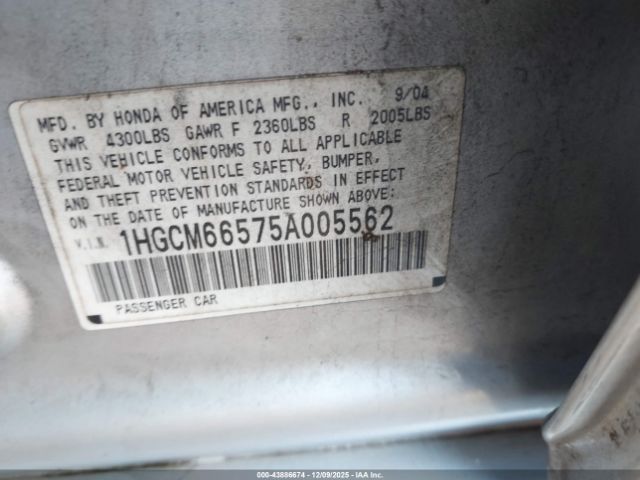 MFD. BY HONDA OF AMERICA MFG., INC. 9/04
GVWR 4300LBS GAWR F 2360LBS R 2005LBS
THIS VEHICLE CONFORMS TO ALL APPLICABLE
FEDERAL MOTOR VEHICLE SAFETY, BUMPER,
AND THEFT PREVENTION STANDARDS IN EFFECT
ON THE DATE OF MANUFACTURE SHOWN ABOVE:
V.I.N. 1HGCM66575A005562
PASSENGER CAR
000-43886674 | 12/09/2025 - IAA Inc.